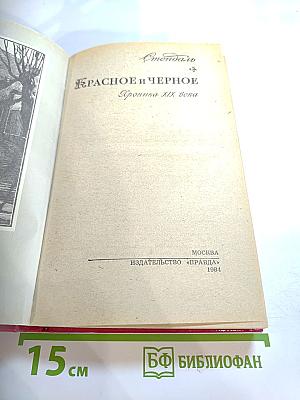 Стендаль
КРАСНОЕ И ЧЕРНОЕ
Хроника XIX века
МОСКВА
ИЗДАТЕЛЬСТВО «ПРАВДА»
1984
15 см
БФ БИБЛИОФАН